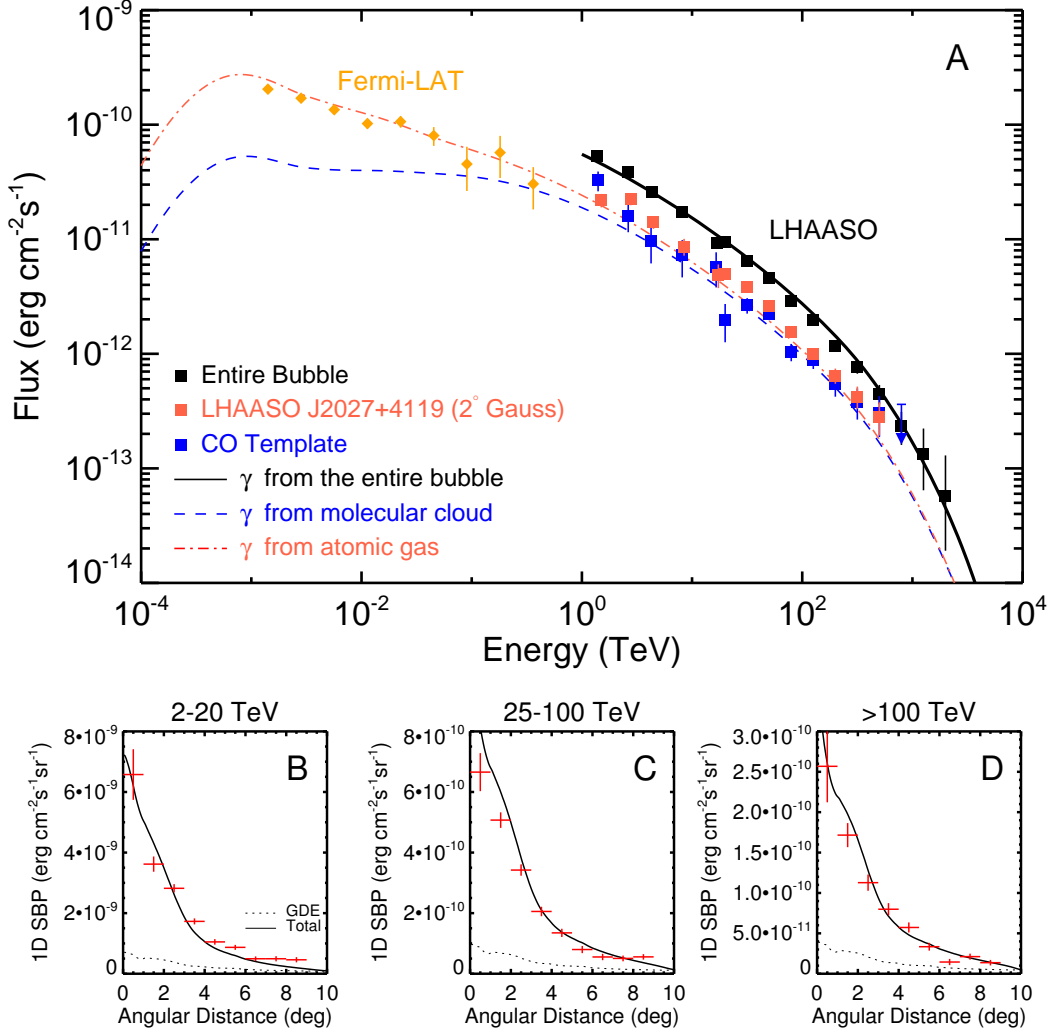 A
Flux (erg cm⁻²s⁻¹)
10⁻⁹
10⁻¹⁰
10⁻¹¹
10⁻¹²
10⁻¹³
10⁻¹⁴
Fermi-LAT
LHAASO
Entire Bubble
LHAASO J2027+4119 (2° Gauss)
CO Template
γ from the entire bubble
γ from molecular cloud
γ from atomic gas
10⁻⁴ 10⁻² 10⁰ 10² 10⁴
Energy (TeV)
2-20 TeV
B
1D SBP (erg cm⁻²s⁻¹sr⁻¹)
8•10⁻⁹
6•10⁻⁹
4•10⁻⁹
2•10⁻⁹
0
GDE
Total
0 2 4 6 8 10
Angular Distance (deg)
25-100 TeV
C
1D SBP (erg cm⁻²s⁻¹sr⁻¹)
8•10⁻¹⁰
6•10⁻¹⁰
4•10⁻¹⁰
2•10⁻¹⁰
0
0 2 4 6 8 10
Angular Distance (deg)
>100 TeV
D
1D SBP (erg cm⁻²s⁻¹sr⁻¹)
3.0•10⁻¹⁰
2.5•10⁻¹⁰
2.0•10⁻¹⁰
1.5•10⁻¹⁰
1.0•10⁻¹⁰
5.0•10⁻¹¹
0
0 2 4 6 8 10
Angular Distance (deg)